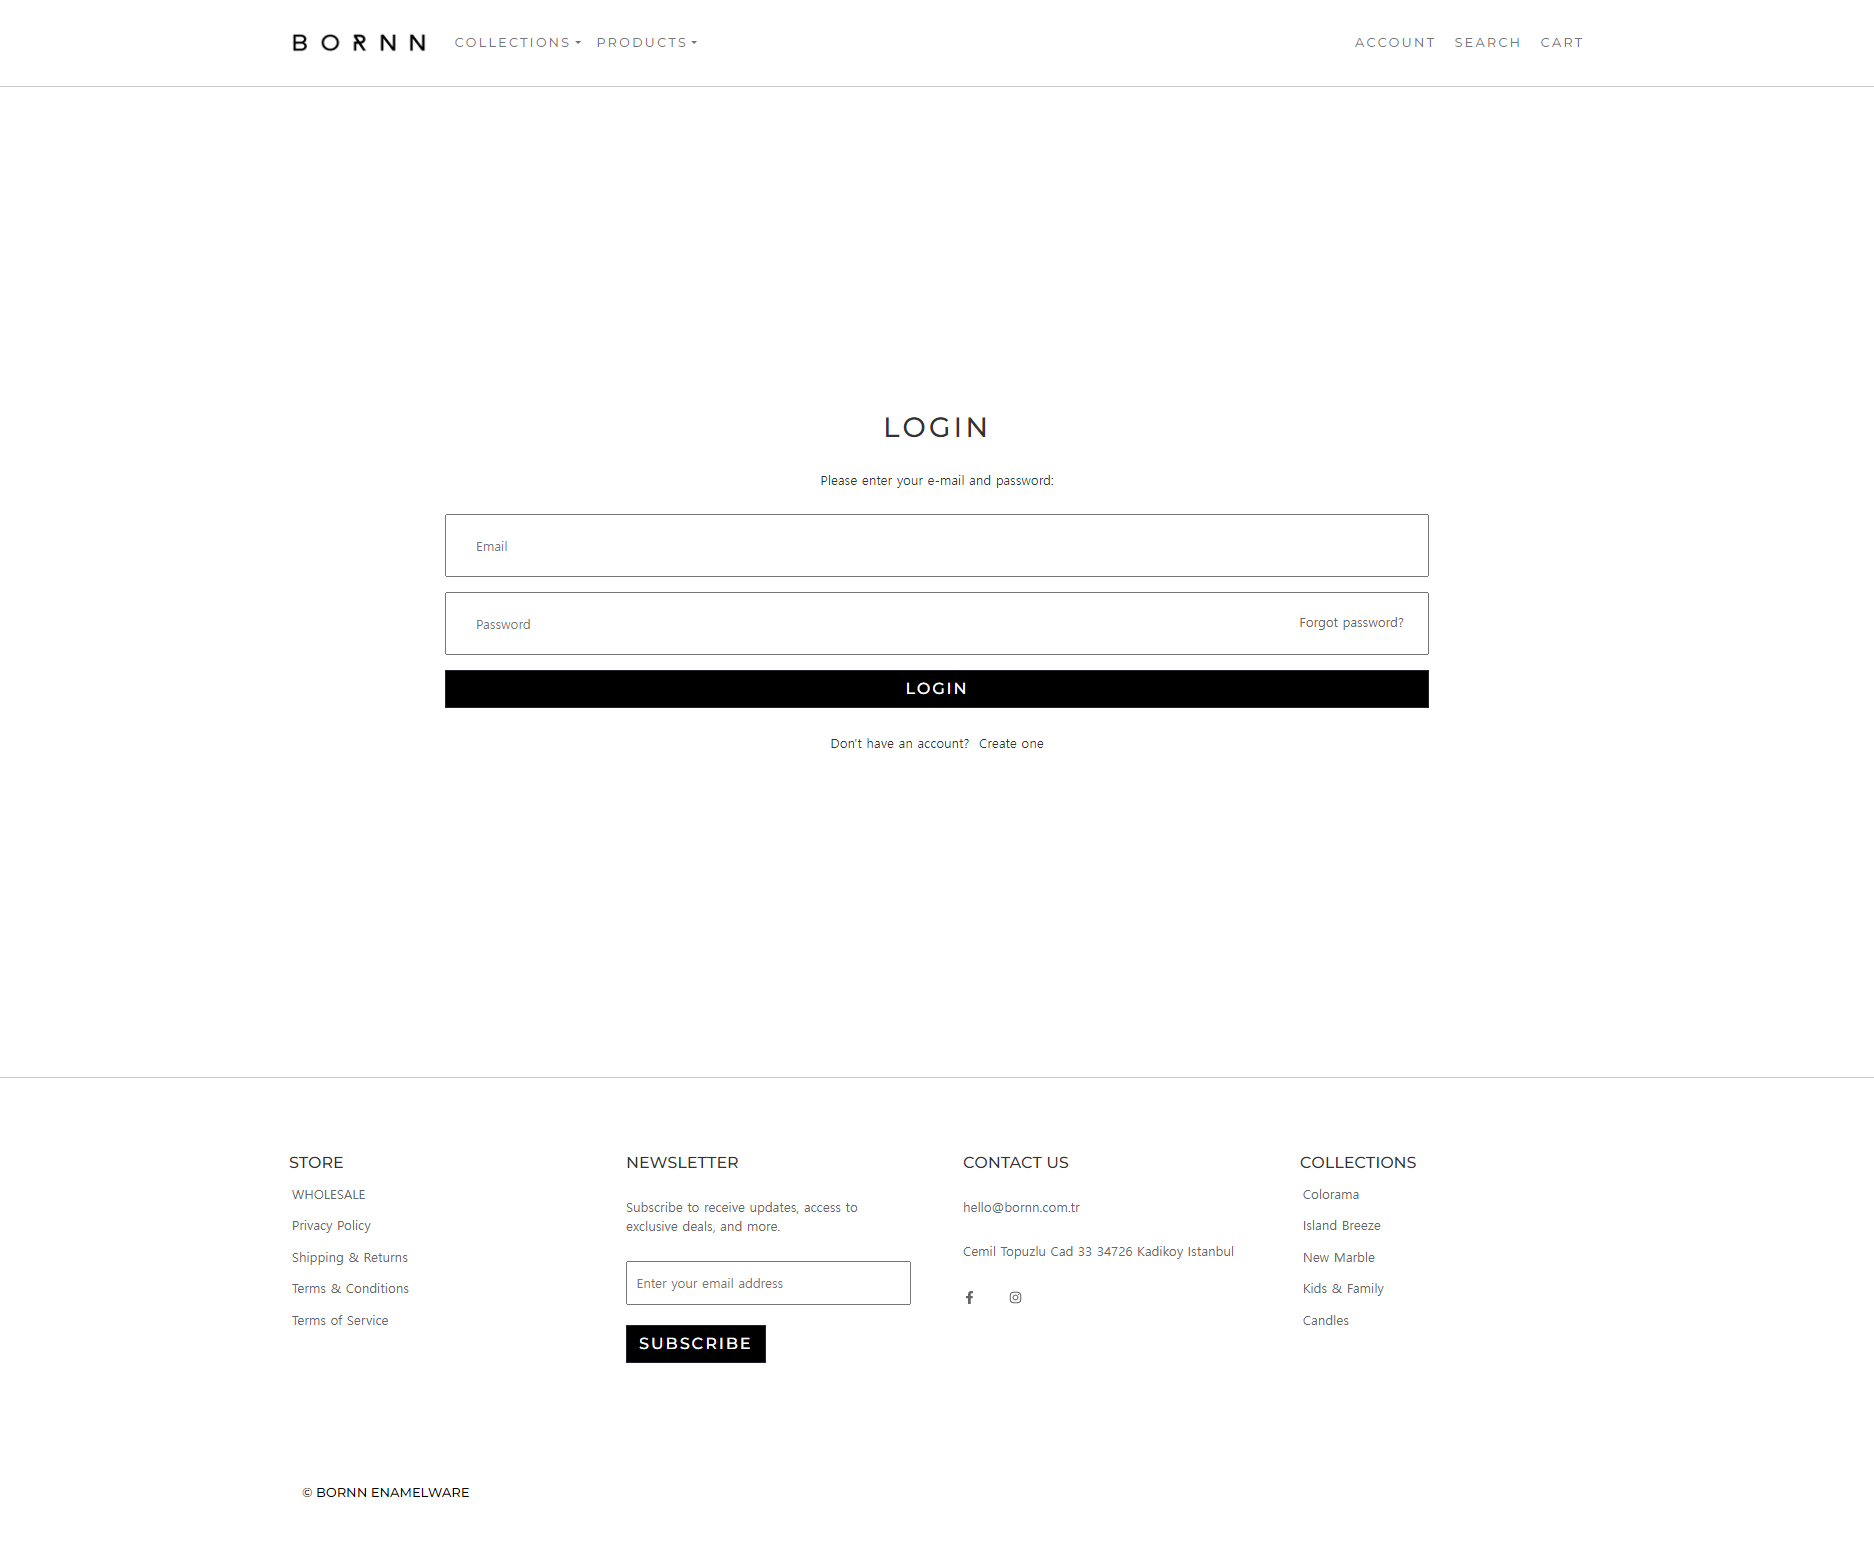 BORNN
COLLECTIONS
PRODUCTS
ACCOUNT
SEARCH
CART
LOGIN
Please enter your e-mail and password:
Email
Password
Forgot password?
LOGIN
Don't have an account? Create one
STORE
WHOLESALE
Privacy Policy
Shipping & Returns
Terms & Conditions
Terms of Service
NEWSLETTER
Subscribe to receive updates, access to
exclusive deals, and more.
Enter your email address
SUBSCRIBE
CONTACT US
hello@bornn.com.tr
Cemil Topuzlu Cad 33 34726 Kadikoy Istanbul
COLLECTIONS
Colorama
Island Breeze
New Marble
Kids & Family
Candles
© BORNN ENAMELWARE